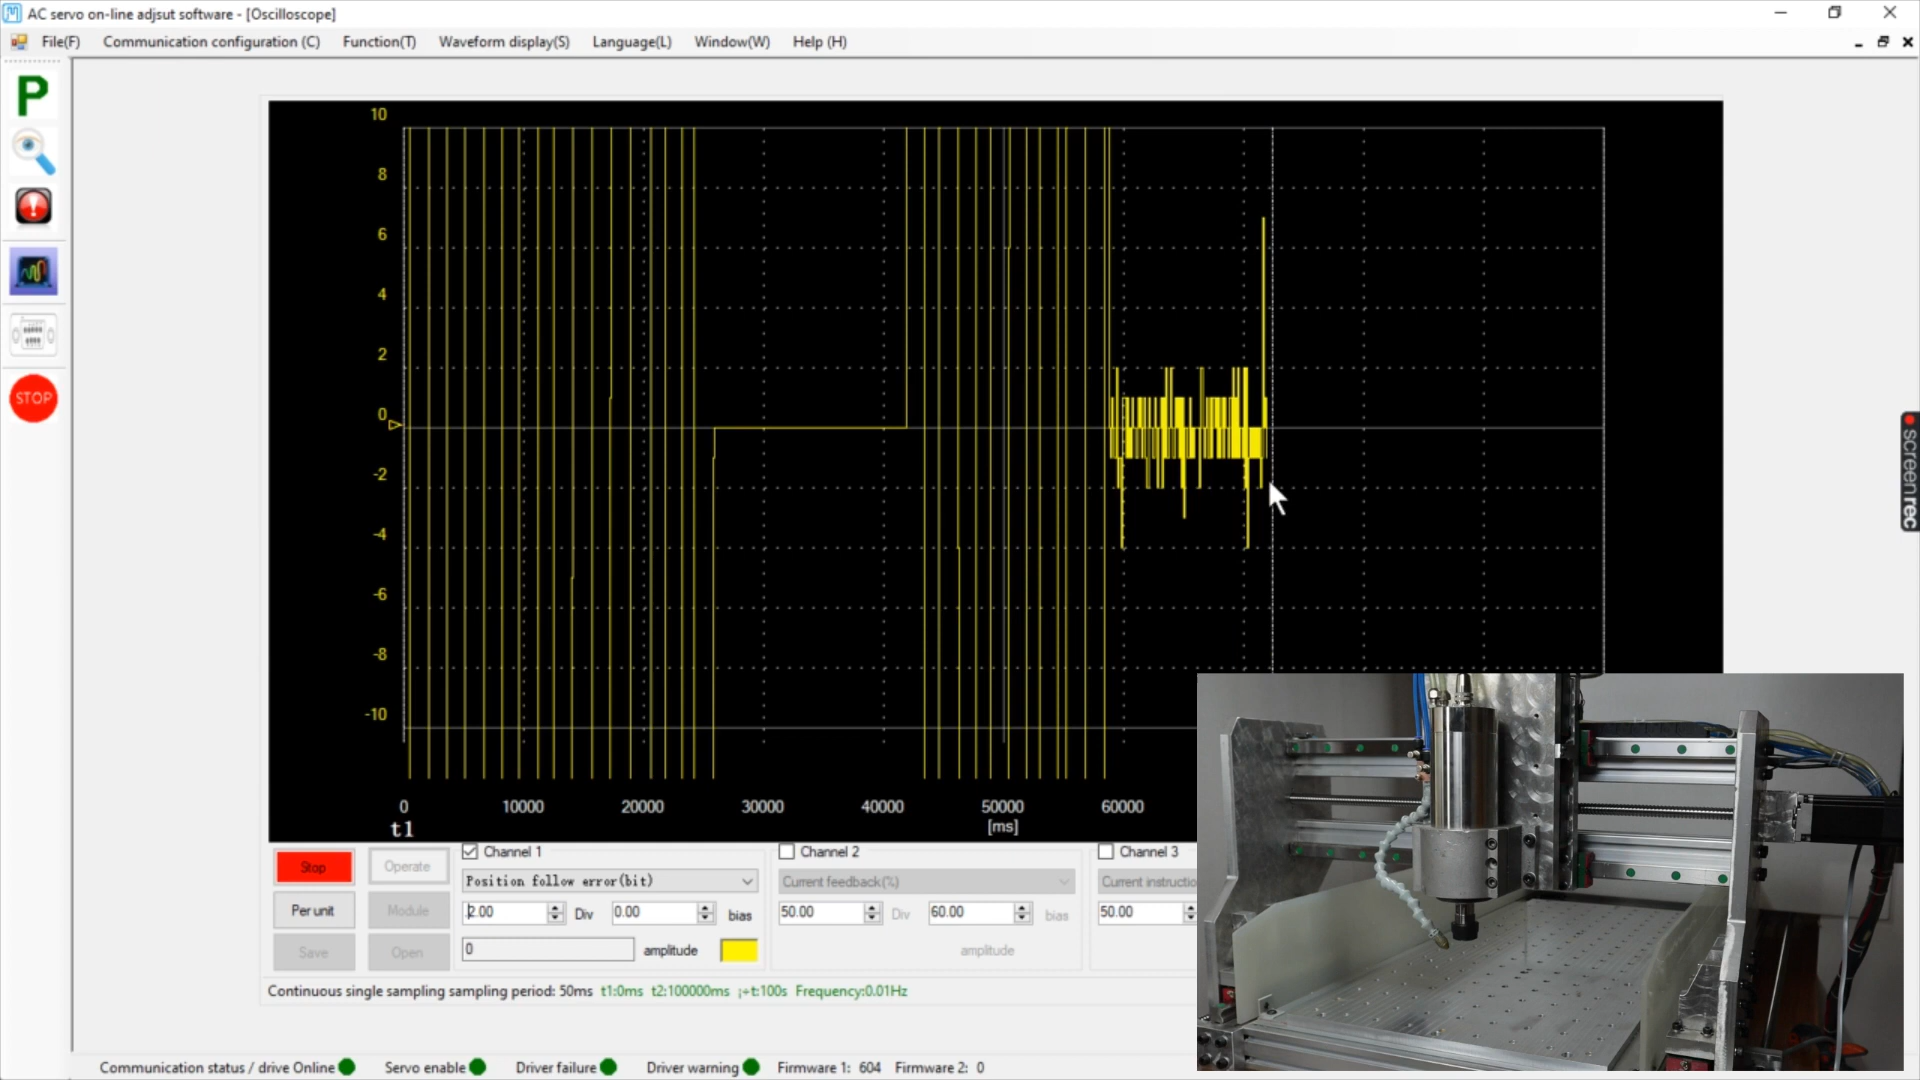 AC servo on-line adjsut software - [Oscilloscope]
File(F) Communication configuration (C) Function(T) Waveform display(S) Language(L) Window(W) Help (H)
P
STOP
10
8
6
4
2
0
-2
-4
-6
-8
-10
0 10000 20000 30000 40000 50000 60000
t1
[ms]
screenrec
Stop Operate
Per unit Module
Save Open
Channel 1
Position follow error(bit)
2.00 Div 0.00 bias
0 amplitude
Channel 2
Current feedback(%)
50.00 Div 60.00 bias
amplitude
Channel 3
Current instructio
50.00
Continuous single sampling sampling period: 50ms t1:0ms t2:100000ms ¡÷t:100s Frequency:0.01Hz
Communication status / drive Online Servo enable Driver failure Driver warning Firmware 1: 604 Firmware 2: 0